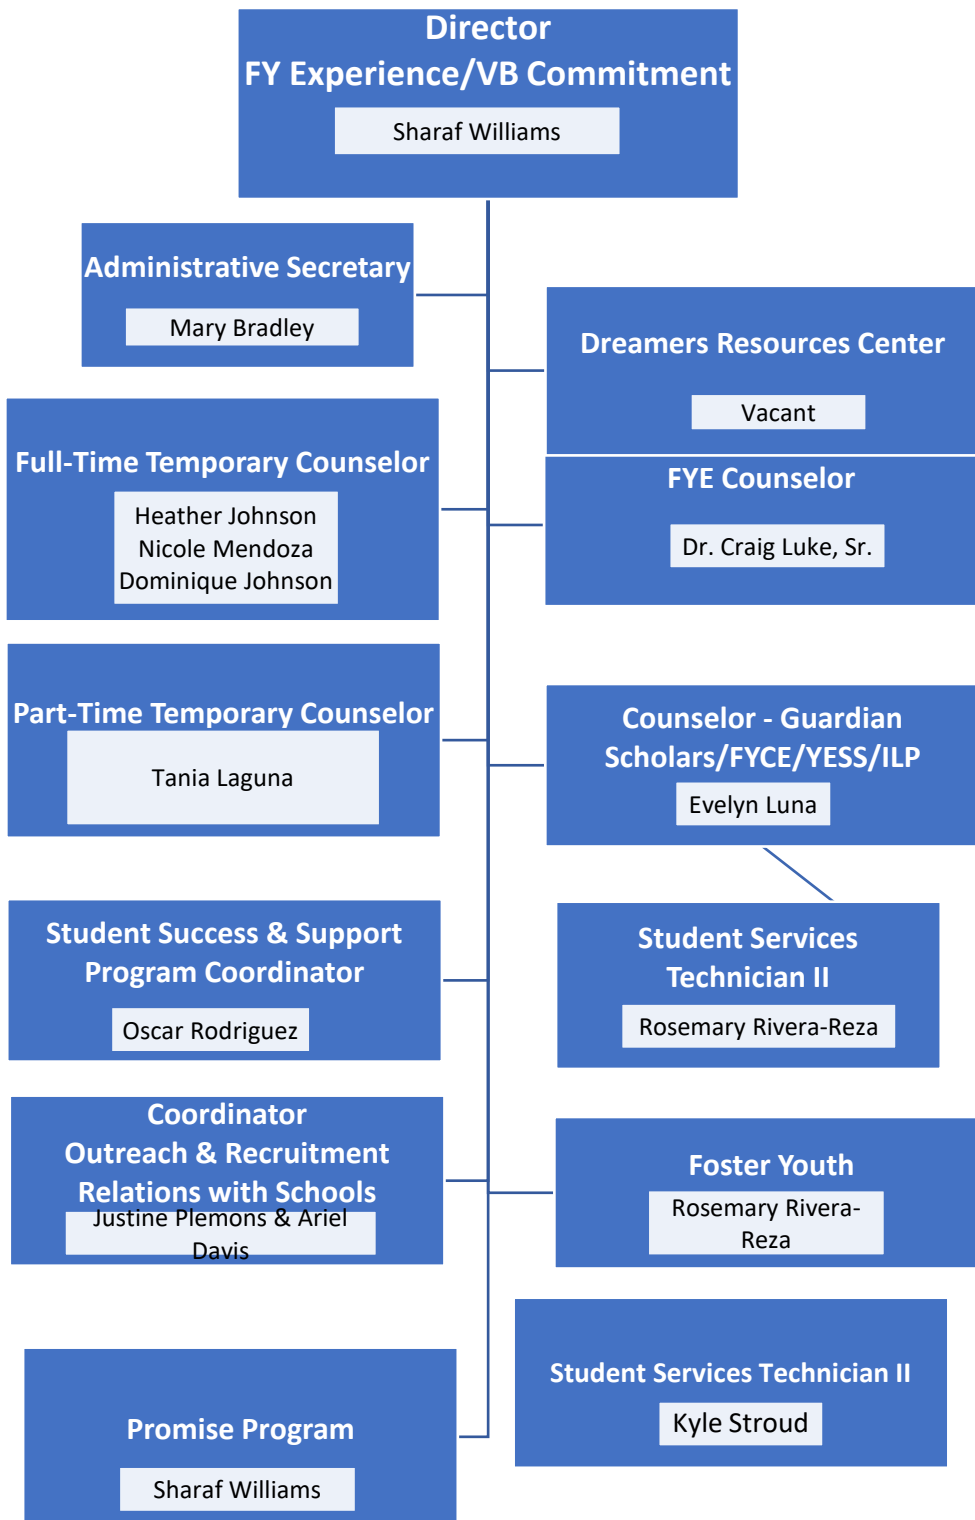 Director
FY Experience/VB Commitment
Sharaf Williams
Administrative Secretary
Mary Bradley
Dreamers Resources Center
Vacant
Full-Time Temporary Counselor
Heather Johnson
Nicole Mendoza
Dominique Johnson
FYE Counselor
Dr. Craig Luke, Sr.
Part-Time Temporary Counselor
Tania Laguna
Counselor - Guardian
Scholars/FYCE/YESS/ILP
Evelyn Luna
Student Success & Support
Program Coordinator
Oscar Rodriguez
Student Services
Technician II
Rosemary Rivera-Reza
Coordinator
Outreach & Recruitment
Relations with Schools
Justine Plemons & Ariel
Davis
Foster Youth
Rosemary Rivera-
Reza
Student Services Technician II
Kyle Stroud
Promise Program
Sharaf Williams